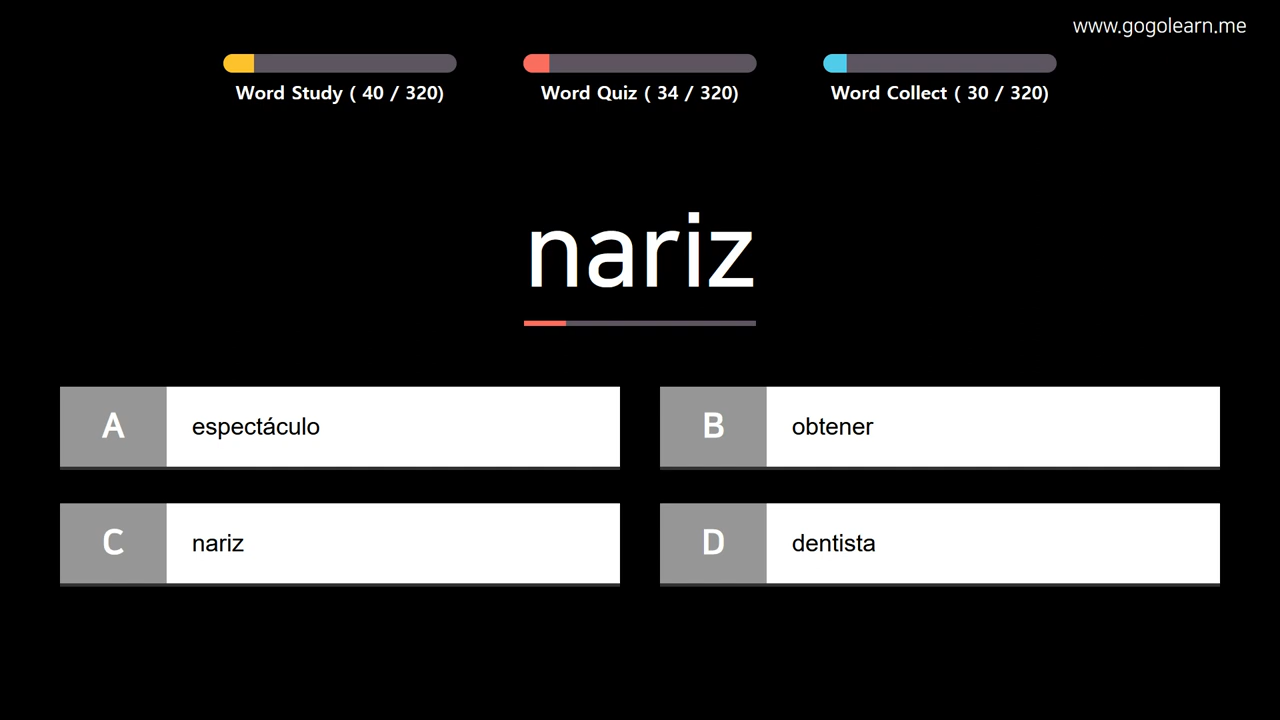 www.gogolearn.me
Word Study ( 40 / 320)
Word Quiz ( 34 / 320)
Word Collect ( 30 / 320)
nariz
A espectáculo
B obtener
C nariz
D dentista